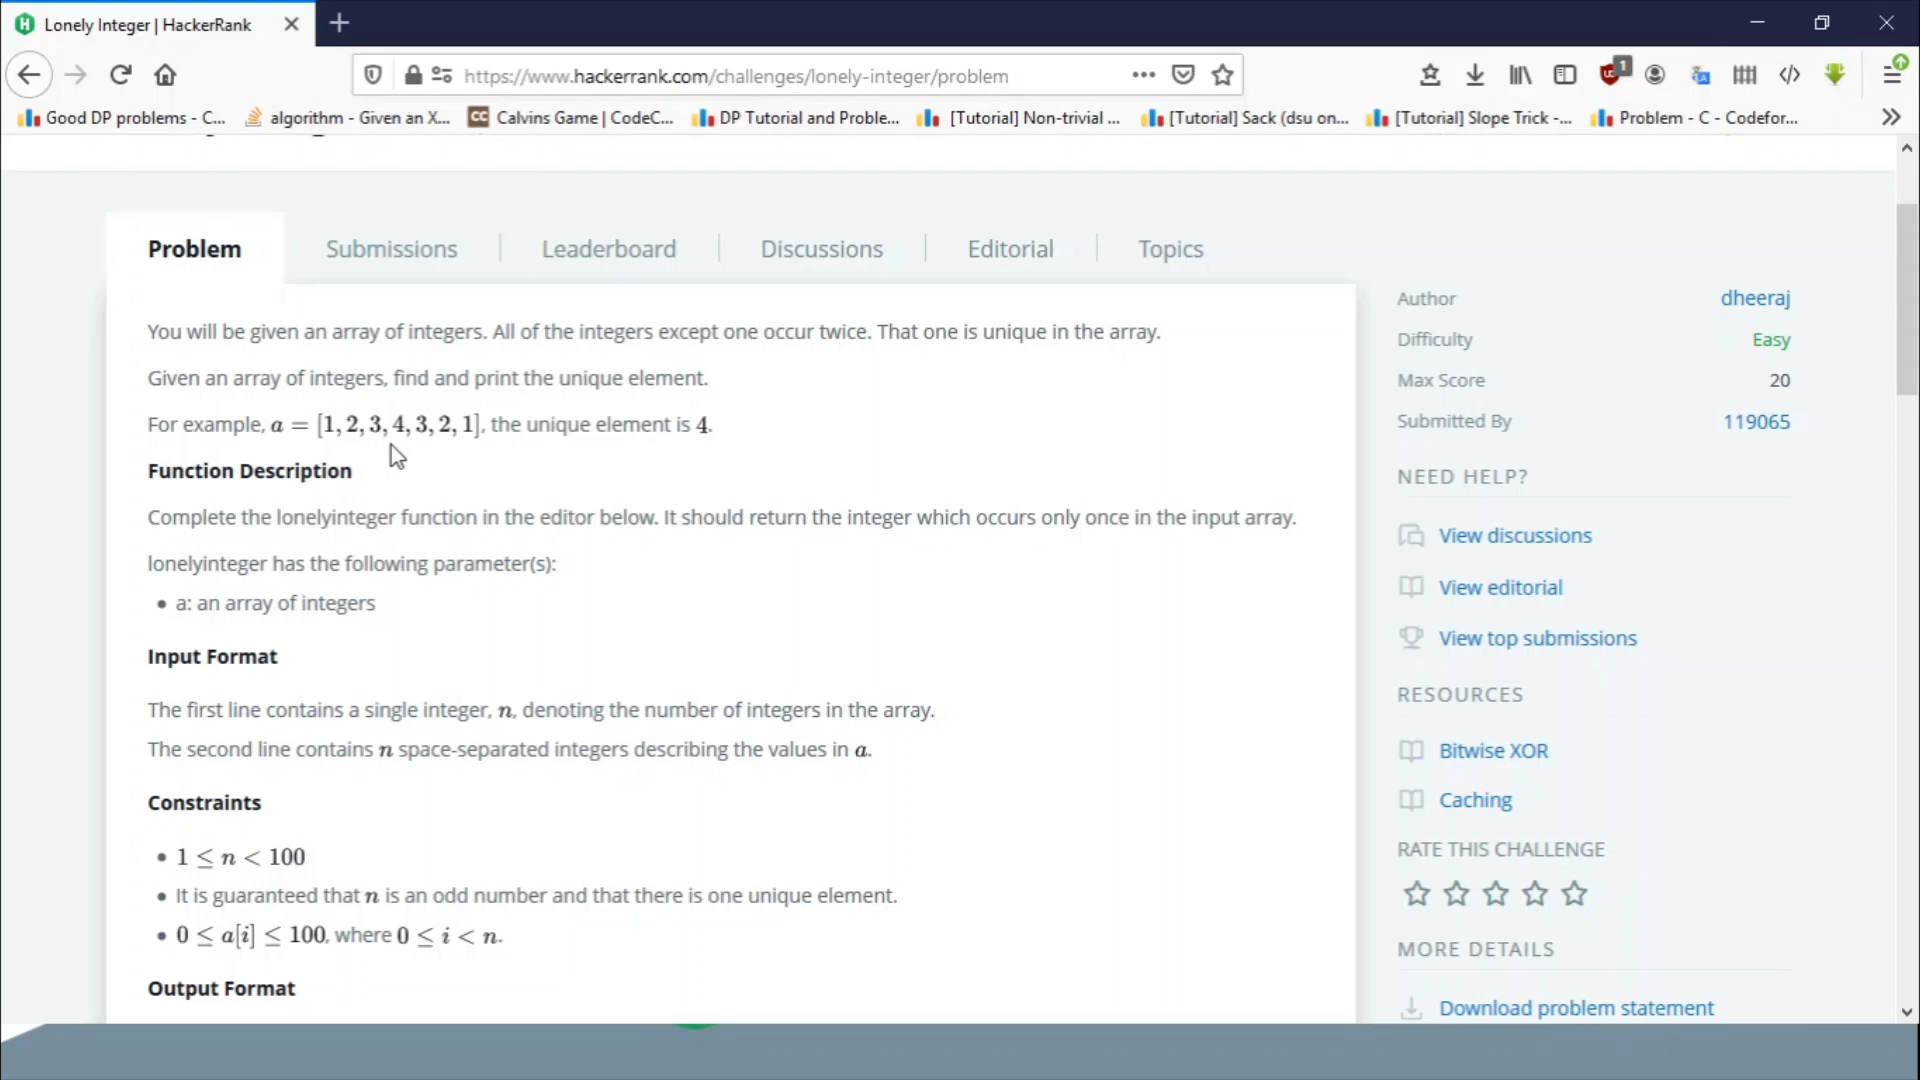 Lonely Integer | HackerRank
https://www.hackerrank.com/challenges/lonely-integer/problem
1
Good DP problems - C...
algorithm - Given an X...
CC Calvins Game | CodeC...
DP Tutorial and Proble...
[Tutorial] Non-trivial ...
[Tutorial] Sack (dsu on...
[Tutorial] Slope Trick -...
Problem - C - Codefor...
Problem
Submissions
Leaderboard
Discussions
Editorial
Topics
You will be given an array of integers. All of the integers except one occur twice. That one is unique in the array.
Given an array of integers, find and print the unique element.
For example, a = [1, 2, 3, 4, 3, 2, 1], the unique element is 4.
Function Description
Complete the lonelyinteger function in the editor below. It should return the integer which occurs only once in the input array.
lonelyinteger has the following parameter(s):
• a: an array of integers
Input Format
The first line contains a single integer, n, denoting the number of integers in the array.
The second line contains n space-separated integers describing the values in a.
Constraints
• 1 ≤ n < 100
• It is guaranteed that n is an odd number and that there is one unique element.
• 0 ≤ a[i] ≤ 100, where 0 ≤ i < n.
Output Format
Author dheeraj
Difficulty Easy
Max Score 20
Submitted By 119065
NEED HELP?
View discussions
View editorial
View top submissions
RESOURCES
Bitwise XOR
Caching
RATE THIS CHALLENGE
MORE DETAILS
Download problem statement